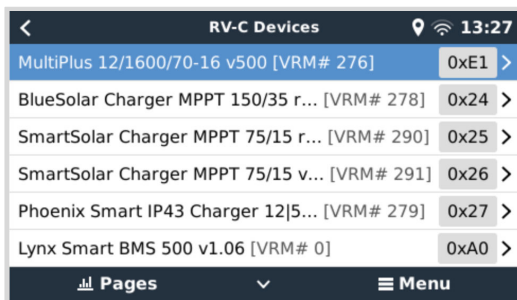 RV-C Devices 13:27
MultiPlus 12/1600/70-16 v500 [VRM# 276] 0xE1
BlueSolar Charger MPPT 150/35 r... [VRM# 278] 0x24
SmartSolar Charger MPPT 75/15 r... [VRM# 290] 0x25
SmartSolar Charger MPPT 75/15 v... [VRM# 291] 0x26
Phoenix Smart IP43 Charger 12|5... [VRM# 279] 0x27
Lynx Smart BMS 500 v1.06 [VRM# 0] 0xA0
Pages Menu